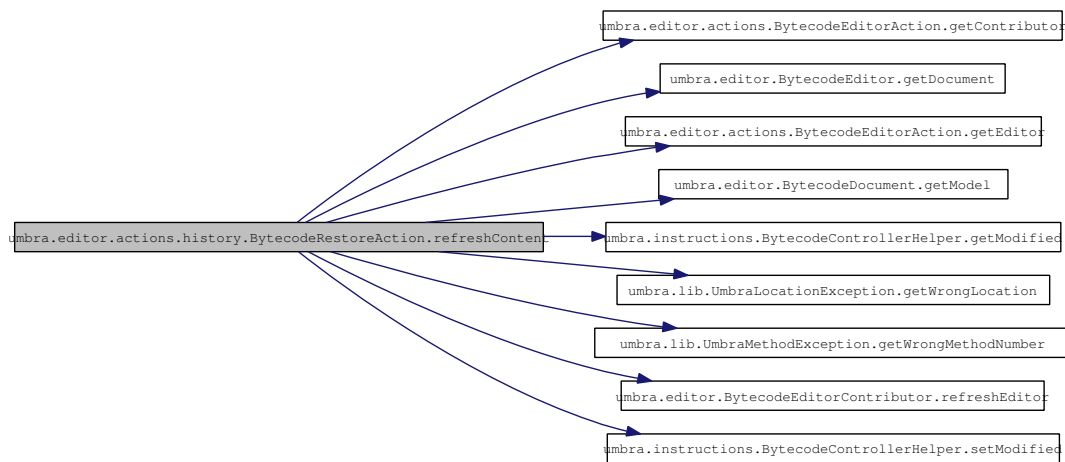 umbra.editor.actions.BytecodeEditorAction.getContributor
umbra.editor.BytecodeEditor.getDocument
umbra.editor.actions.BytecodeEditorAction.getEditor
umbra.editor.BytecodeDocument.getModel
umbra.editor.actions.history.BytecodeRestoreAction.refreshContent
umbra.instructions.BytecodeControllerHelper.getModified
umbra.lib.UmbraLocationException.getWrongLocation
umbra.lib.UmbraMethodException.getWrongMethodNumber
umbra.editor.BytecodeEditorContributor.refreshEditor
umbra.instructions.BytecodeControllerHelper.setModified